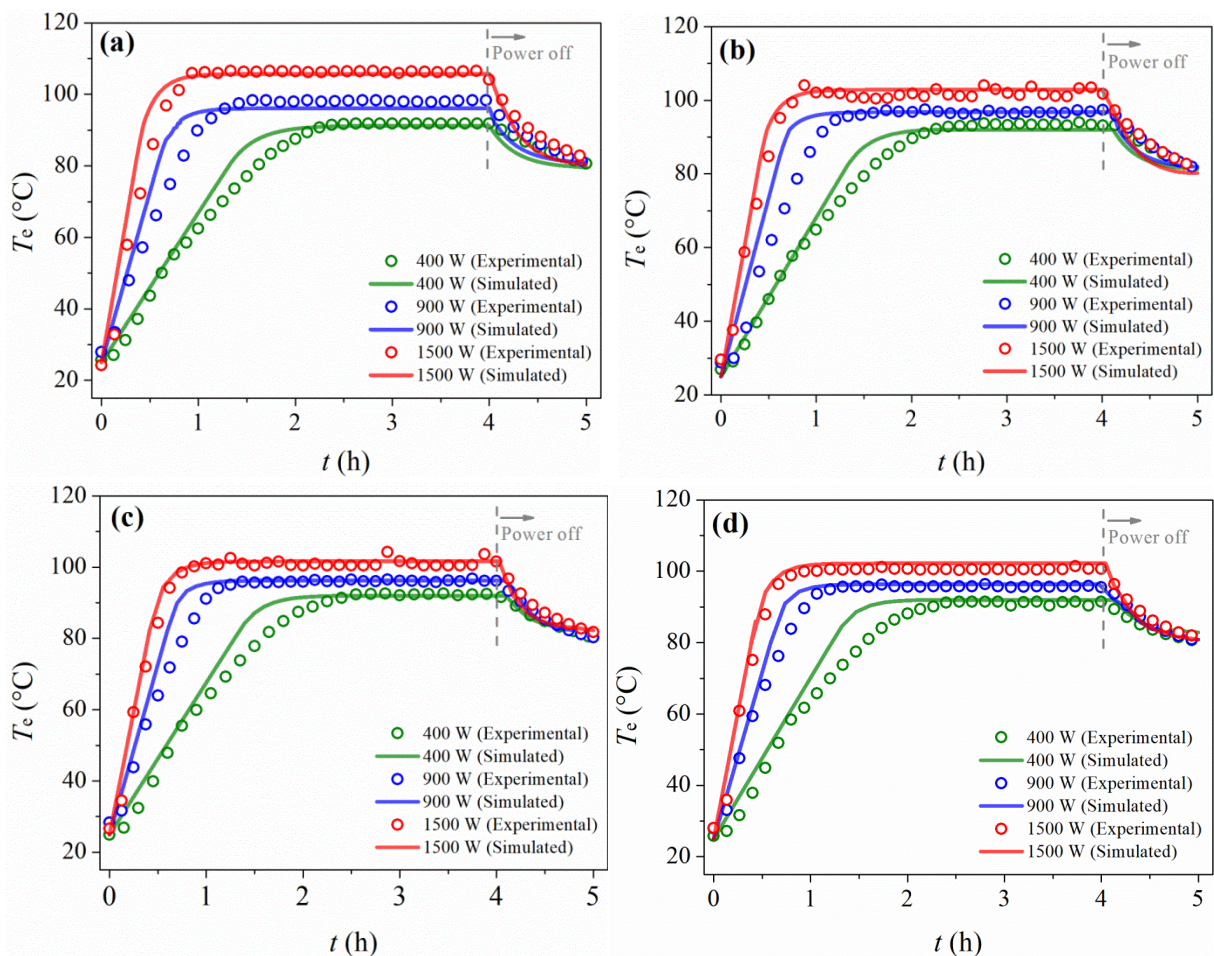 (a)
Power off
120
100
80
60
40
20
Te (°C)
400 W (Experimental)
400 W (Simulated)
900 W (Experimental)
900 W (Simulated)
1500 W (Experimental)
1500 W (Simulated)
0 1 2 3 4 5
t (h)
(b)
Power off
120
100
80
60
40
20
Te (°C)
400 W (Experimental)
400 W (Simulated)
900 W (Experimental)
900 W (Simulated)
1500 W (Experimental)
1500 W (Simulated)
0 1 2 3 4 5
t (h)
(c)
Power off
120
100
80
60
40
20
Te (°C)
400 W (Experimental)
400 W (Simulated)
900 W (Experimental)
900 W (Simulated)
1500 W (Experimental)
1500 W (Simulated)
0 1 2 3 4 5
t (h)
(d)
Power off
120
100
80
60
40
20
Te (°C)
400 W (Experimental)
400 W (Simulated)
900 W (Experimental)
900 W (Simulated)
1500 W (Experimental)
1500 W (Simulated)
0 1 2 3 4 5
t (h)